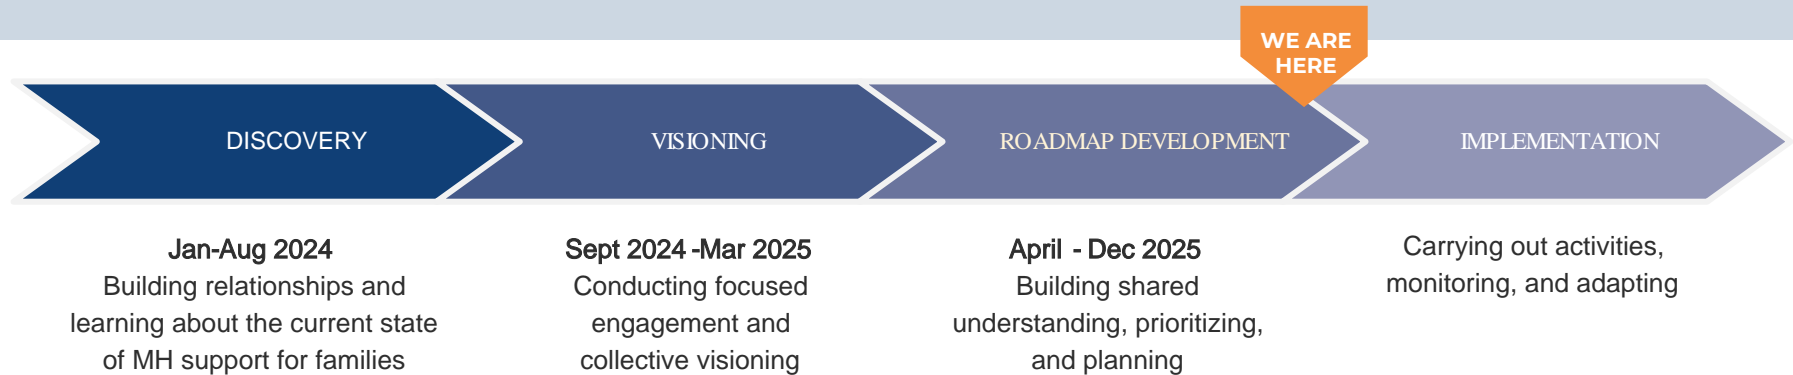 WE ARE
HERE
DISCOVERY
VISIONING
ROADMAP DEVELOPMENT
IMPLEMENTATION
Jan-Aug 2024
Building relationships and
learning about the current state
of MH support for families
Sept 2024 -Mar 2025
Conducting focused
engagement and
collective visioning
April - Dec 2025
Building shared
understanding, prioritizing,
and planning
Carrying out activities,
monitoring, and adapting